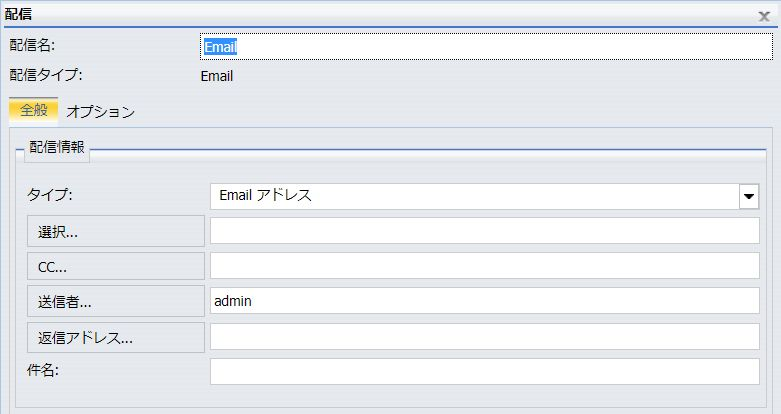 配信
配信名: Email
配信タイプ: Email
全般 オプション
配信情報
タイプ: Email アドレス
選択...
CC...
送信者... admin
返信アドレス...
件名: